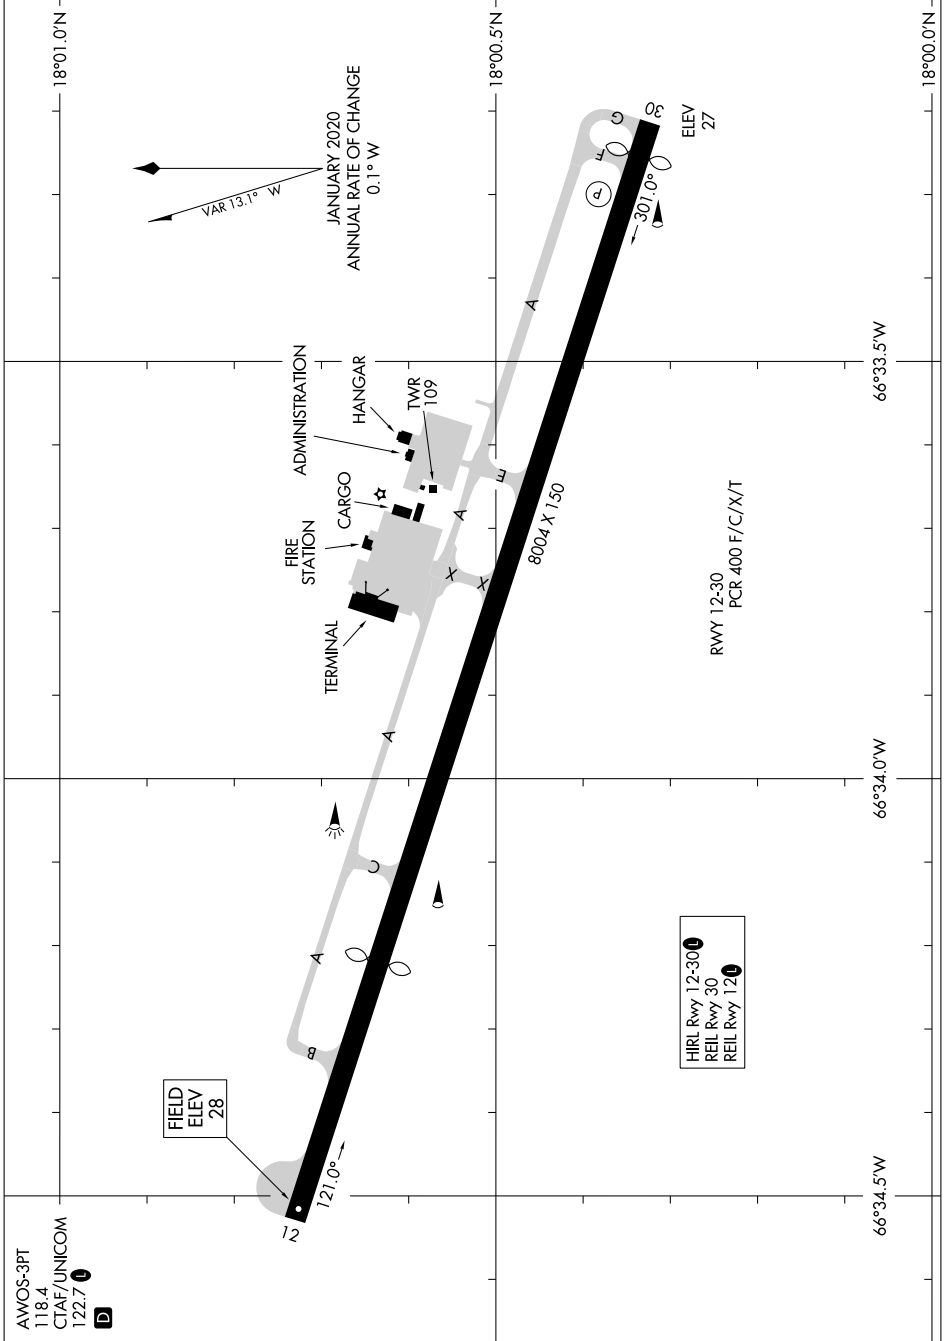 AWOS-3PT
118.4
CTAF/UNICOM
122.7 L
D
18°01.0'N
18°00.5'N
18°00.0'N
JANUARY 2020
ANNUAL RATE OF CHANGE
0.1° W
VAR 13.1° W
FIELD
ELEV
28
12
121.0°
B
A
C
A
TERMINAL
FIRE
STATION
CARGO
ADMINISTRATION
HANGAR
TWR
109
X
X
A
E
A
8004 X 150
P
F
G
30
ELEV
27
301.0°
RWY 12-30
PCR 400 F/C/X/T
HIRL Rwy 12-30 L
REIL Rwy 30
REIL Rwy 12 L
66°34.5'W
66°34.0'W
66°33.5'W